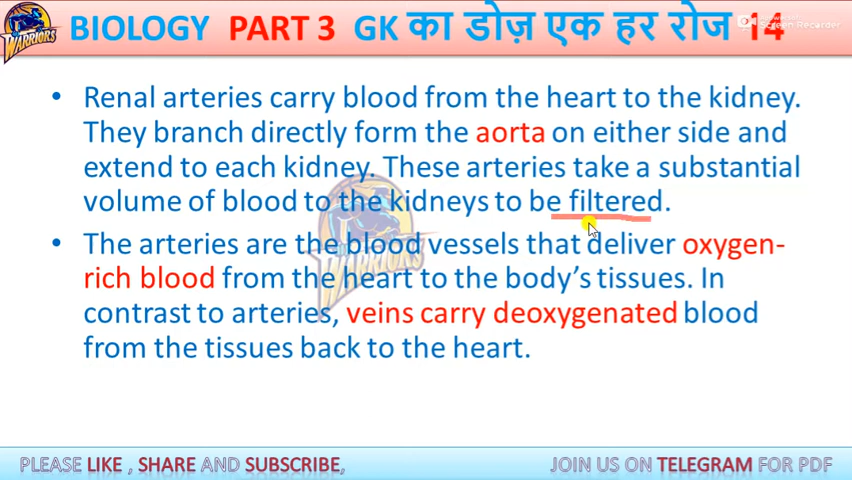 BIOLOGY PART 3 GK का डोज़ एक हर रोज 14
WARRIORS
Screen Recorder
• Renal arteries carry blood from the heart to the kidney.
They branch directly form the aorta on either side and
extend to each kidney. These arteries take a substantial
volume of blood to the kidneys to be filtered.
• The arteries are the blood vessels that deliver oxygen-
rich blood from the heart to the body's tissues. In
contrast to arteries, veins carry deoxygenated blood
from the tissues back to the heart.
WARRIORS
PLEASE LIKE , SHARE AND SUBSCRIBE,
JOIN US ON TELEGRAM FOR PDF